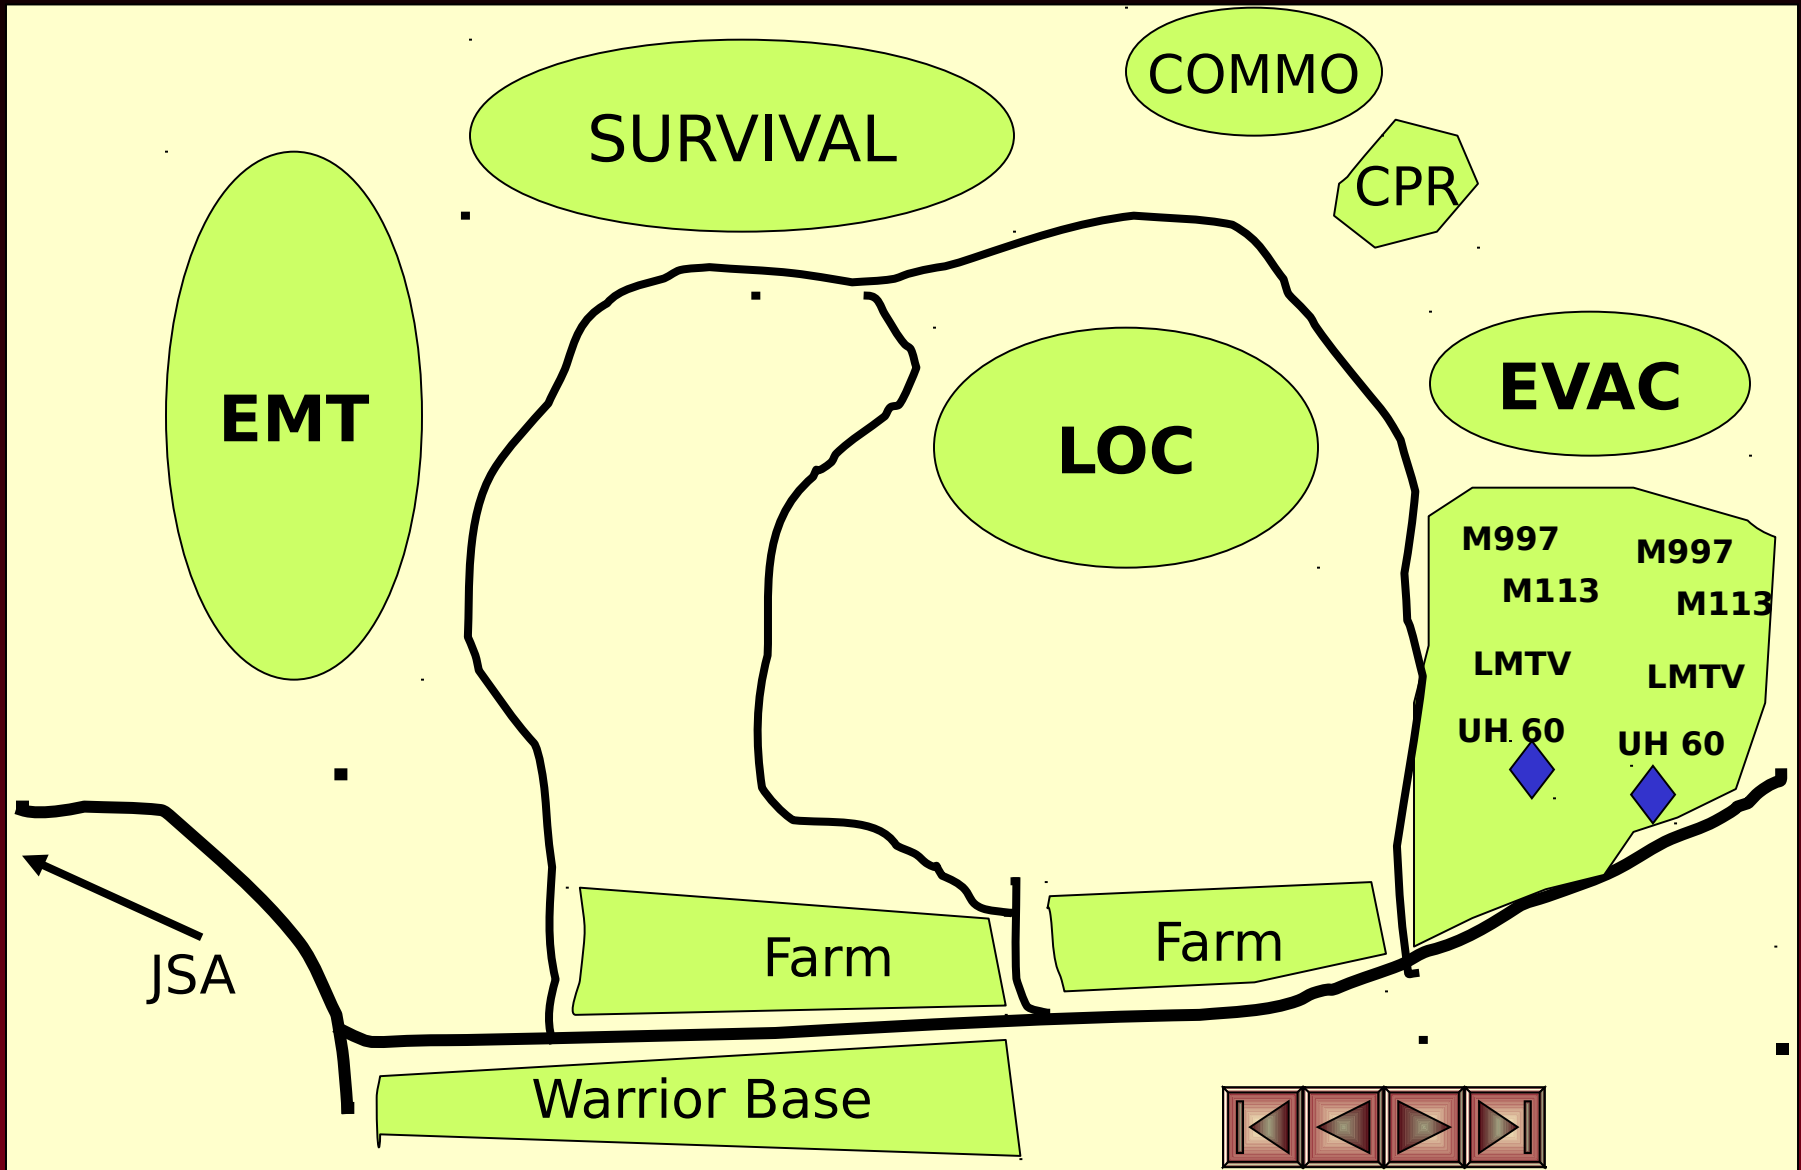 COMMO
SURVIVAL
CPR
EMT
EVAC
LOC
M997
M997
M113
M113
LMTV
LMTV
UH 60
UH 60
Farm
Farm
JSA
Warrior Base